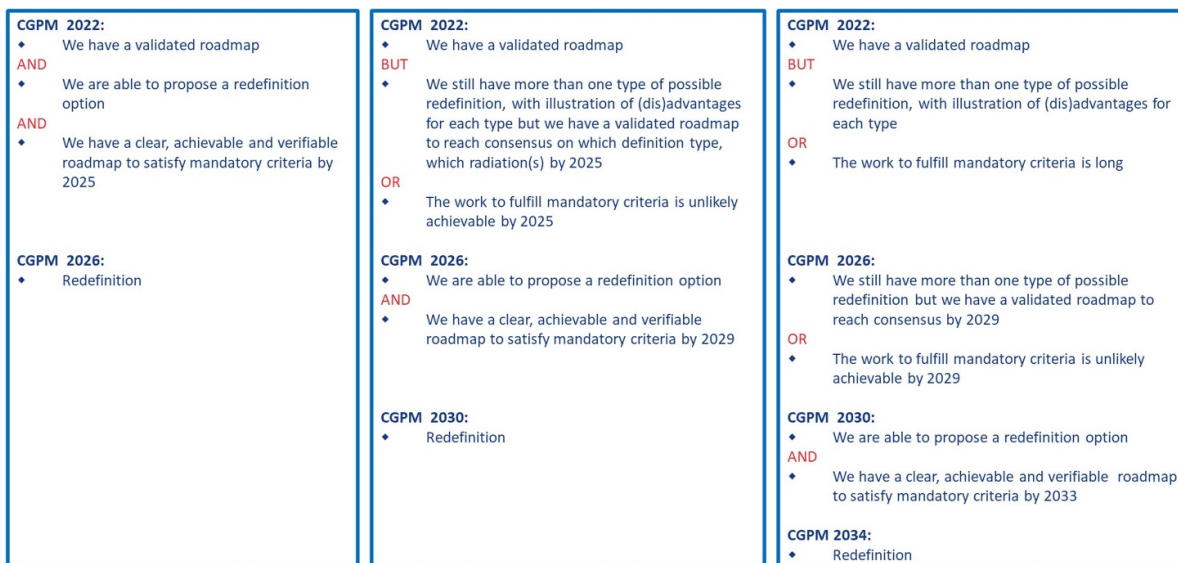 CGPM 2022:
We have a validated roadmap
AND
We are able to propose a redefinition
option
AND
We have a clear, achievable and verifiable
roadmap to satisfy mandatory criteria by
2025
CGPM 2026:
Redefinition
CGPM 2022:
We have a validated roadmap
BUT
We still have more than one type of possible
redefinition, with illustration of (dis)advantages
for each type but we have a validated roadmap
to reach consensus on which definition type,
which radiation(s) by 2025
OR
The work to fulfill mandatory criteria is unlikely
achievable by 2025
CGPM 2026:
We are able to propose a redefinition option
AND
We have a clear, achievable and verifiable
roadmap to satisfy mandatory criteria by 2029
CGPM 2030:
Redefinition
CGPM 2022:
We have a validated roadmap
BUT
We still have more than one type of possible
redefinition, with illustration of (dis)advantages for
each type
OR
The work to fulfill mandatory criteria is long
CGPM 2026:
We still have more than one type of possible
redefinition but we have a validated roadmap to
reach consensus by 2029
OR
The work to fulfill mandatory criteria is unlikely
achievable by 2029
CGPM 2030:
We are able to propose a redefinition option
AND
We have a clear, achievable and verifiable roadmap
to satisfy mandatory criteria by 2033
CGPM 2034:
Redefinition